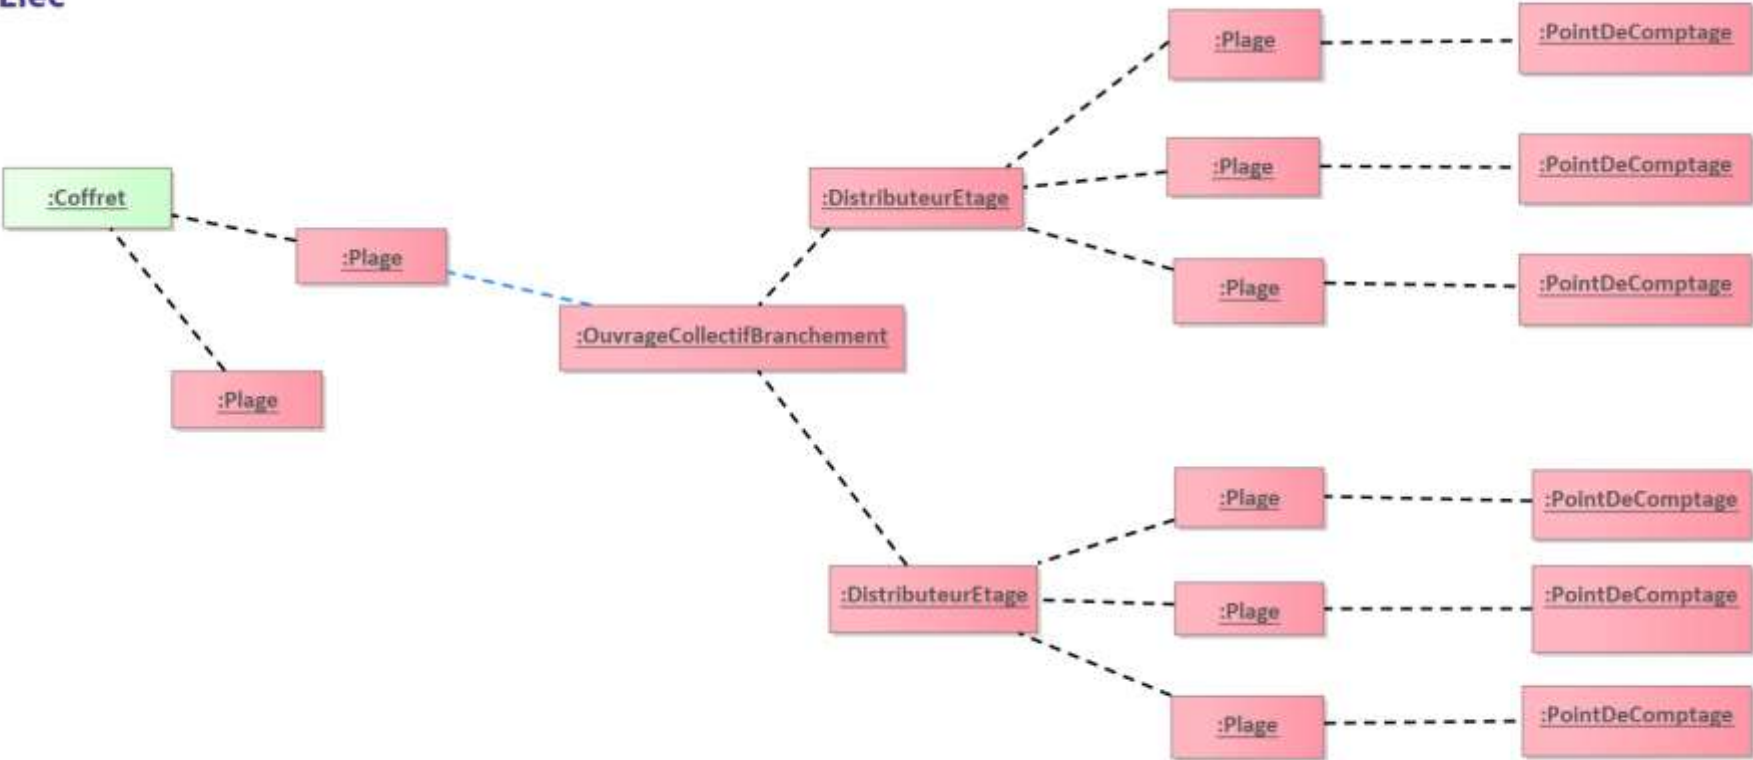 :Plage
:PointDeComptage
:Plage
:PointDeComptage
:Coffret
:DistributeurEtage
:Plage
:Plage
:PointDeComptage
:OuvrageCollectifBranchement
:Plage
:Plage
:PointDeComptage
:DistributeurEtage
:Plage
:PointDeComptage
:Plage
:PointDeComptage